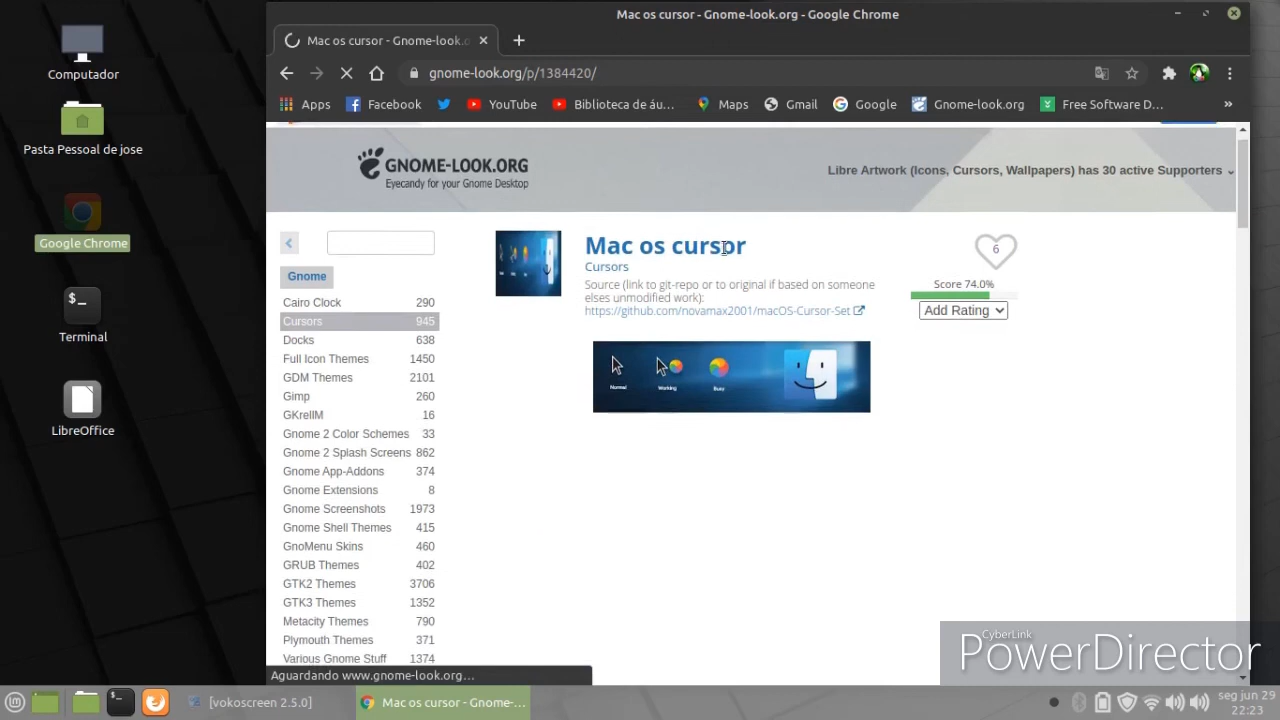 Mac os cursor - Gnome-look.org - Google Chrome
Computador
Pasta Pessoal de jose
Google Chrome
Terminal
LibreOffice
Mac os cursor - Gnome-look.o
gnome-look.org/p/1384420/
Apps
Facebook
YouTube
Biblioteca de áu...
Maps
Gmail
Google
Gnome-look.org
Free Software D...
»
GNOME-LOOK.ORG
Eyecandy for your Gnome Desktop
Libre Artwork (Icons, Cursors, Wallpapers) has 30 active Supporters
Gnome
Cairo Clock 290
Cursors 945
Docks 638
Full Icon Themes 1450
GDM Themes 2101
Gimp 260
GKrellM 16
Gnome 2 Color Schemes 33
Gnome 2 Splash Screens 862
Gnome App-Addons 374
Gnome Extensions 8
Gnome Screenshots 1973
Gnome Shell Themes 415
GnoMenu Skins 460
GRUB Themes 402
GTK2 Themes 3706
GTK3 Themes 1352
Metacity Themes 790
Plymouth Themes 371
Various Gnome Stuff 1374
Mac os cursor
Cursors
Source (link to git-repo or to original if based on someone
elses unmodified work):
https://github.com/novamax2001/macOS-Cursor-Set
Normal
Working
Busy
6
Score 74.0%
Add Rating
Aguardando www.gnome-look.org...
CyberLink
PowerDirector
[vokoscreen 2.5.0]
Mac os cursor - Gnome-...
seg jun 29
22:23